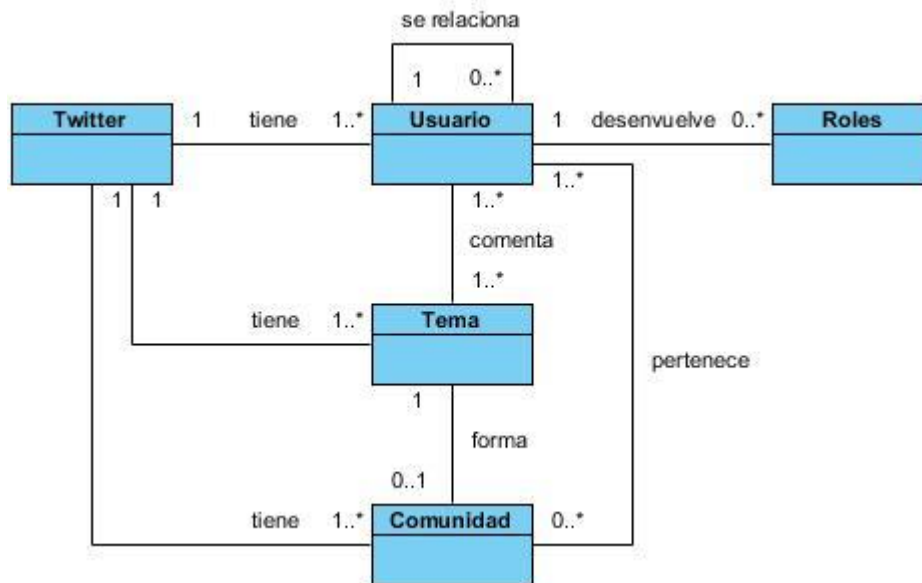 se relaciona
1 0..*
Twitter 1 tiene 1..* Usuario 1 desenvuelve 0..* Roles
1 1 1..* 1..*
comenta
1..*
tiene 1..* Tema
pertenece
1
forma
0..1
tiene 1..* Comunidad 0..*